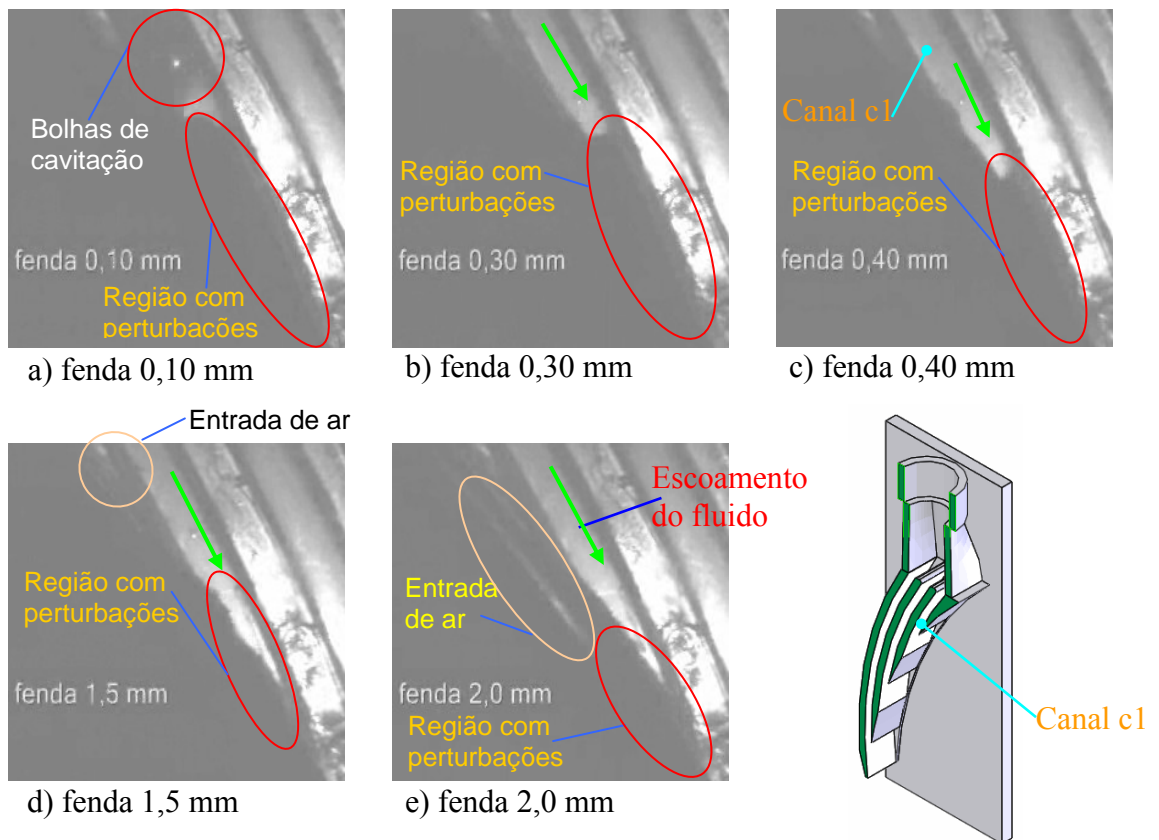 Bolhas de
cavitação
fenda 0,10 mm
Região com
perturbações
a) fenda 0,10 mm
Região com
perturbações
fenda 0,30 mm
b) fenda 0,30 mm
Canal c1
Região com
perturbações
fenda 0,40 mm
c) fenda 0,40 mm
Entrada de ar
Região com
perturbações
fenda 1,5 mm
d) fenda 1,5 mm
Escoamento
do fluido
Entrada
de ar
fenda 2,0 mm
Região com
perturbações
e) fenda 2,0 mm
Canal c1